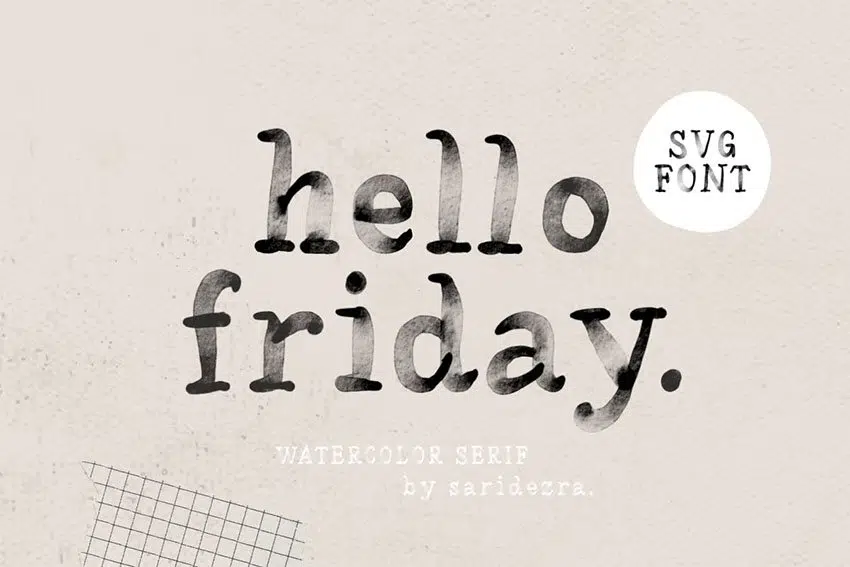 hello
SVG
FONT
friday.
WATERCOLOR SERIF
by saridezra.